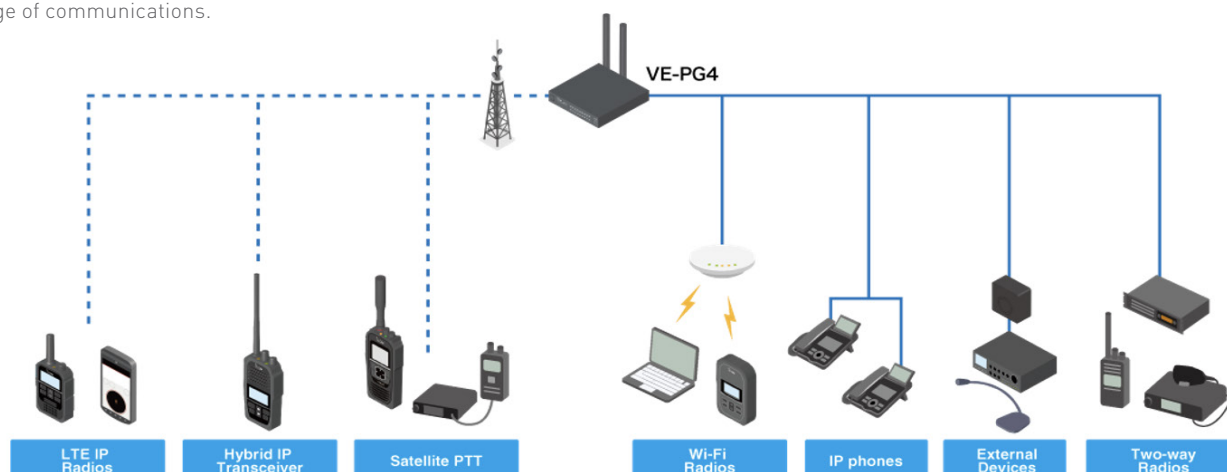 ge of communications.
VE-PG4
LTE IP
Radios
Hybrid IP
Transceiver
Satellite PTT
Wi-Fi
Radios
IP phones
External
Devices
Two-way
Radios